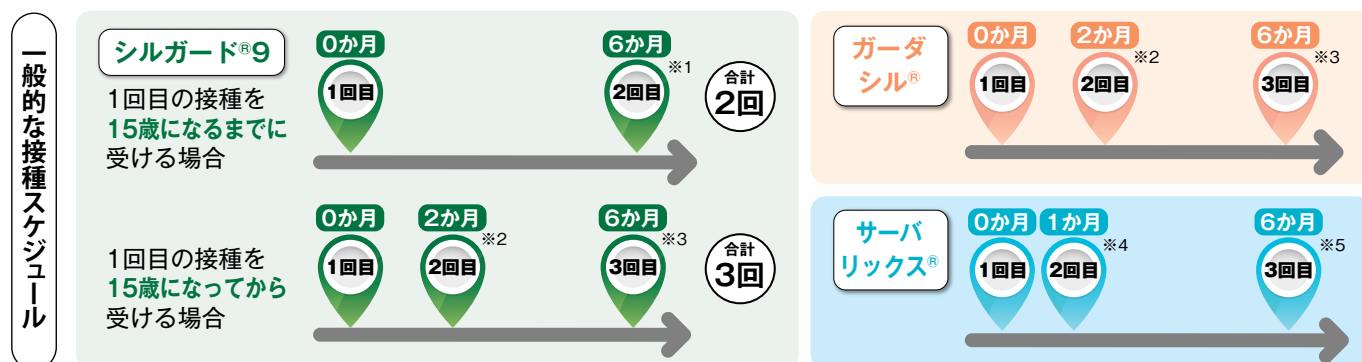 一般的な接種スケジュール
シルガード®9
1回目の接種を
15歳になるまでに
受ける場合
0か月
1回目
6か月
※1
2回目
合計
2回
1回目の接種を
15歳になってから
受ける場合
0か月
1回目
2か月
※2
2回目
6か月
※3
3回目
合計
3回
ガーダ
シル®
0か月
1回目
2か月
※2
2回目
6か月
※3
3回目
サーバ
リックス®
0か月
1回目
1か月
※4
2回目
6か月
※5
3回目